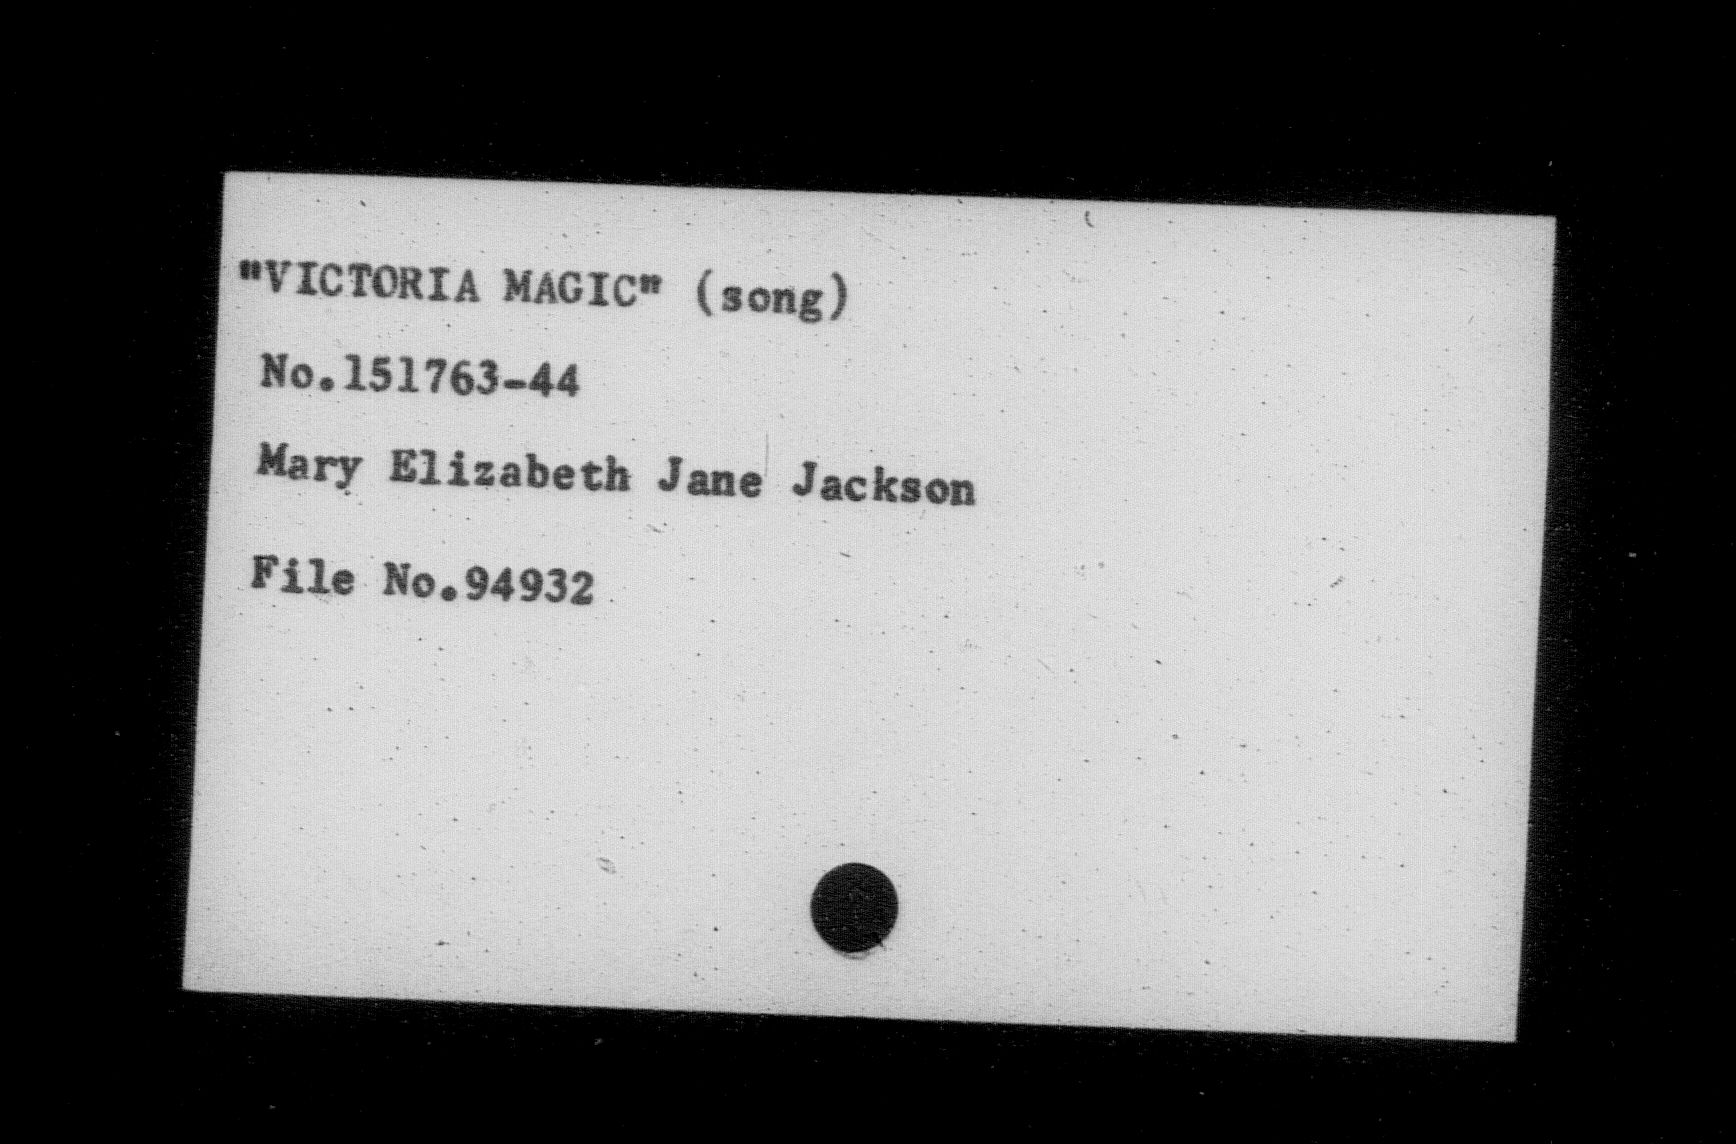 "VICTORIA MAGIC" (song)
No.151763-44
Mary Elizabeth Jane Jackson
File No.94932